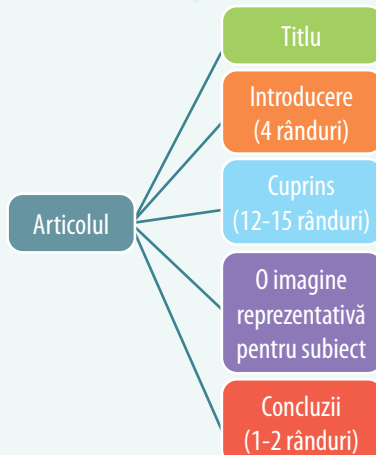 Articolul
Titlu
Introducere
(4 rânduri)
Cuprins
(12-15 rânduri)
O imagine
reprezentativă
pentru subiect
Concluzii
(1-2 rânduri)